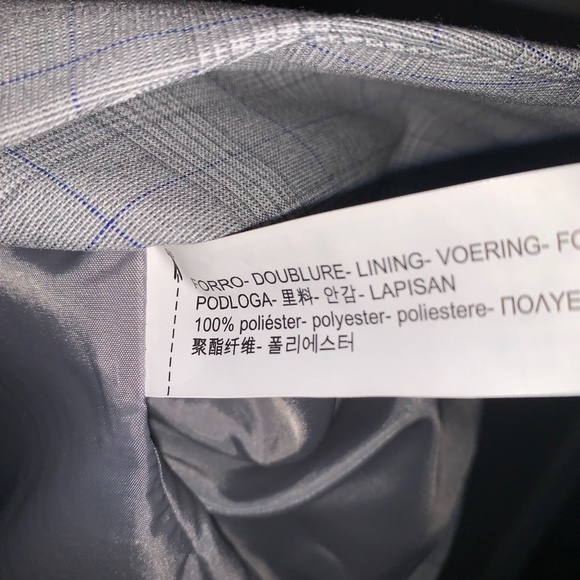 FORRO- DOUBLURE- LINING- VOERING- FO
PODLOGA- 里料- 안감- LAPISAN
100% poliéster- polyester- poliestere- ΠΟΛΥΕ
聚酯纤维- 폴리에스터